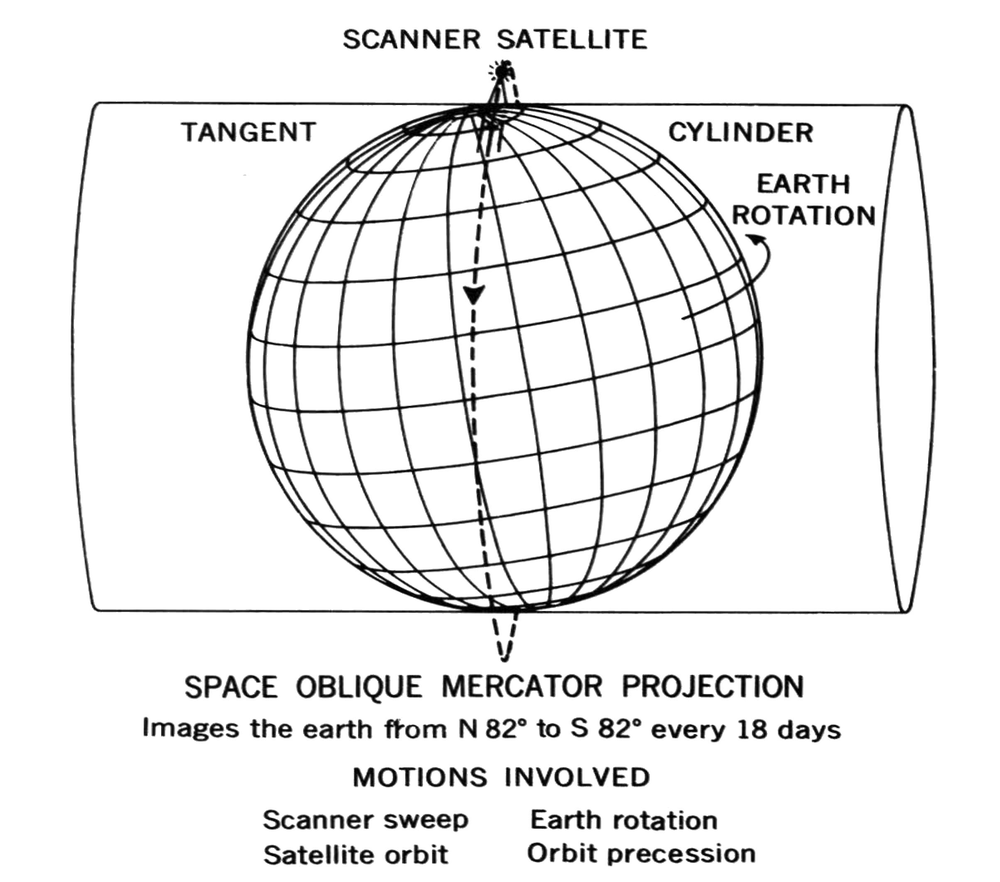 SCANNER SATELLITE
TANGENT
CYLINDER
EARTH
ROTATION
SPACE OBLIQUE MERCATOR PROJECTION
Images the earth from N 82° to S 82° every 18 days
MOTIONS INVOLVED
Scanner sweep Earth rotation
Satellite orbit Orbit precession